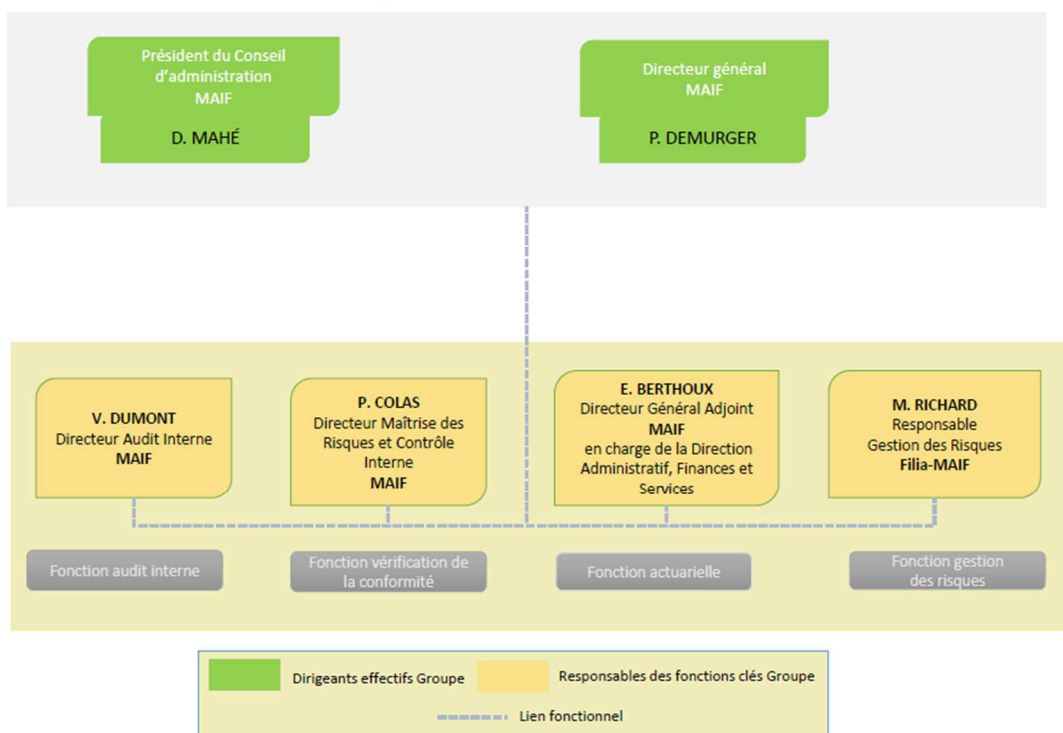 Président du Conseil
d'administration
MAIF
D. MAHÉ
Directeur général
MAIF
P. DEMURGER
V. DUMONT
Directeur Audit Interne
MAIF
P. COLAS
Directeur Maîtrise des
Risques et Contrôle
Interne
MAIF
E. BERTHOUX
Directeur Général Adjoint
MAIF
en charge de la Direction
Administratif, Finances et
Services
M. RICHARD
Responsable
Gestion des Risques
Filia-MAIF
Fonction audit interne
Fonction vérification de
la conformité
Fonction actuarielle
Fonction gestion
des risques
Dirigeants effectifs Groupe
Responsables des fonctions clés Groupe
Lien fonctionnel